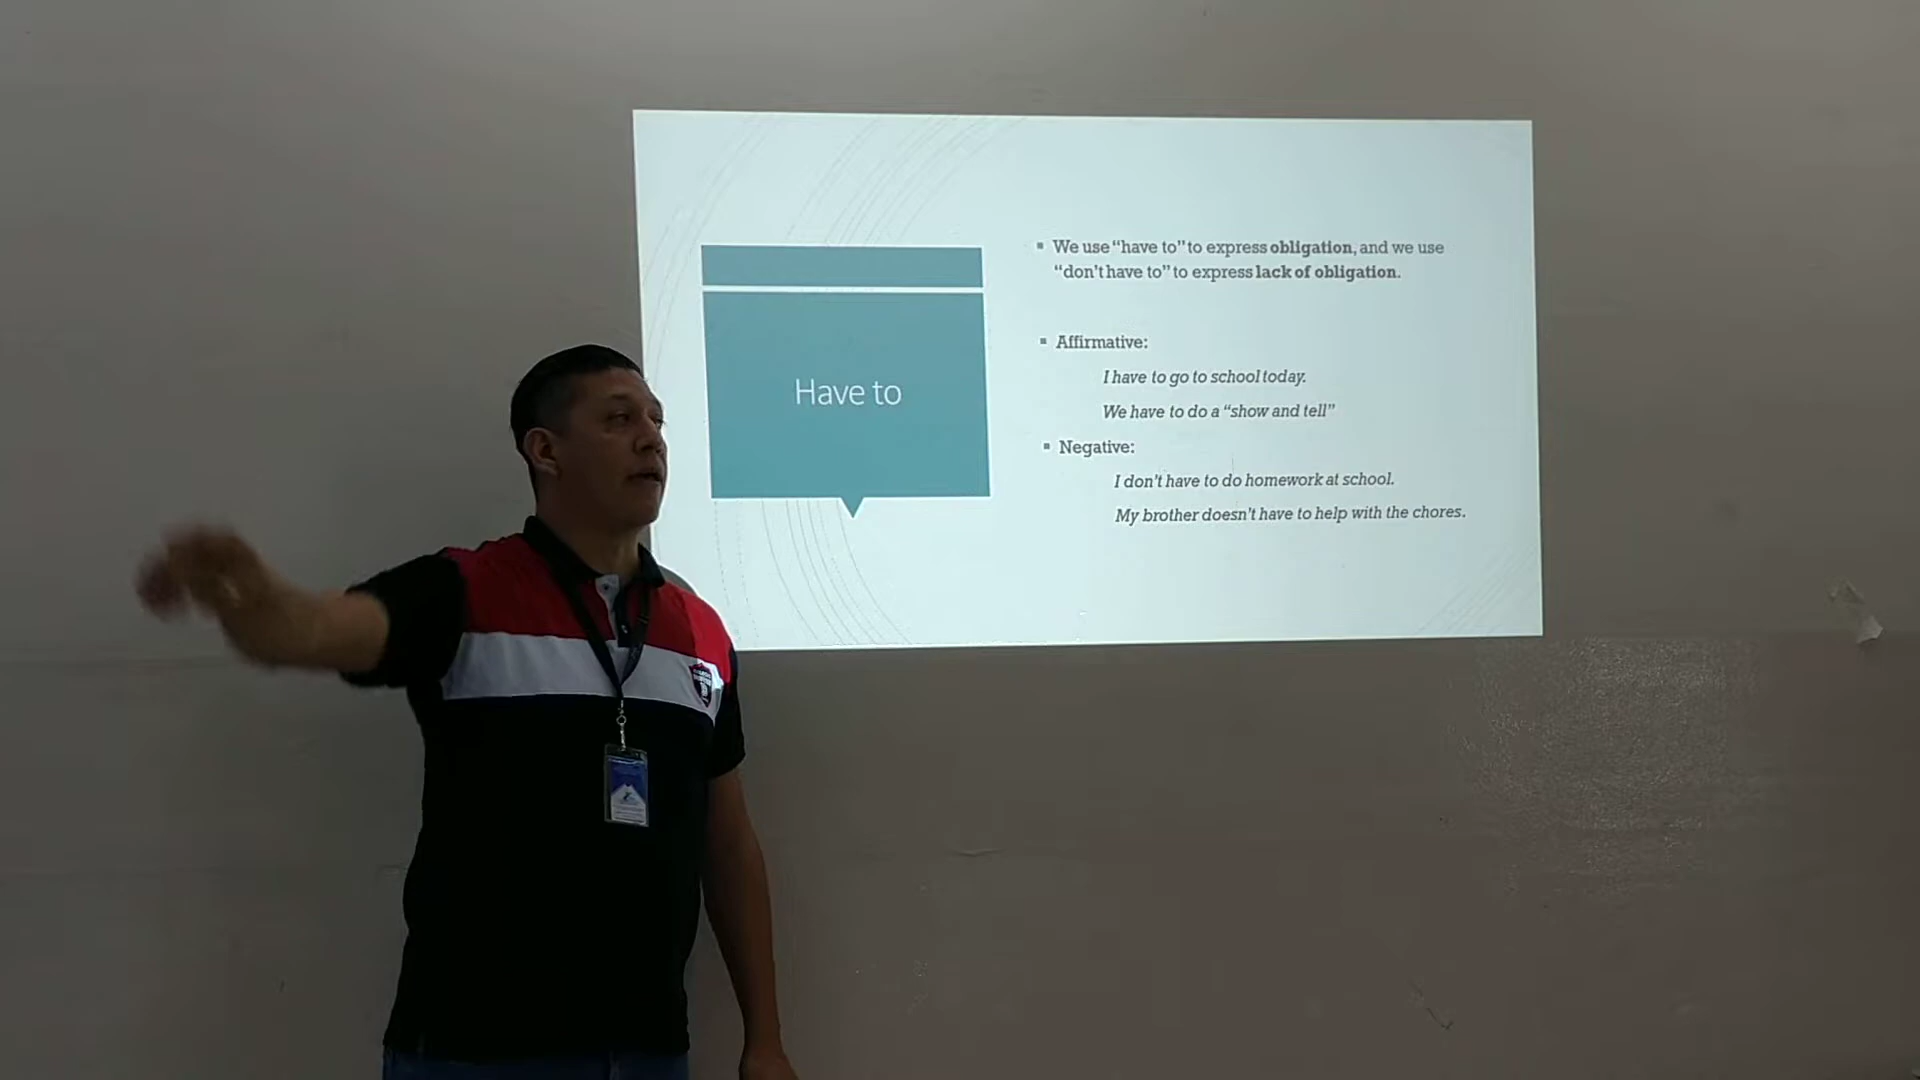 Have to
We use “have to” to express obligation, and we use
“don’t have to” to express lack of obligation.
Affirmative:
I have to go to school today.
We have to do a “show and tell”
Negative:
I don’t have to do homework at school.
My brother doesn’t have to help with the chores.